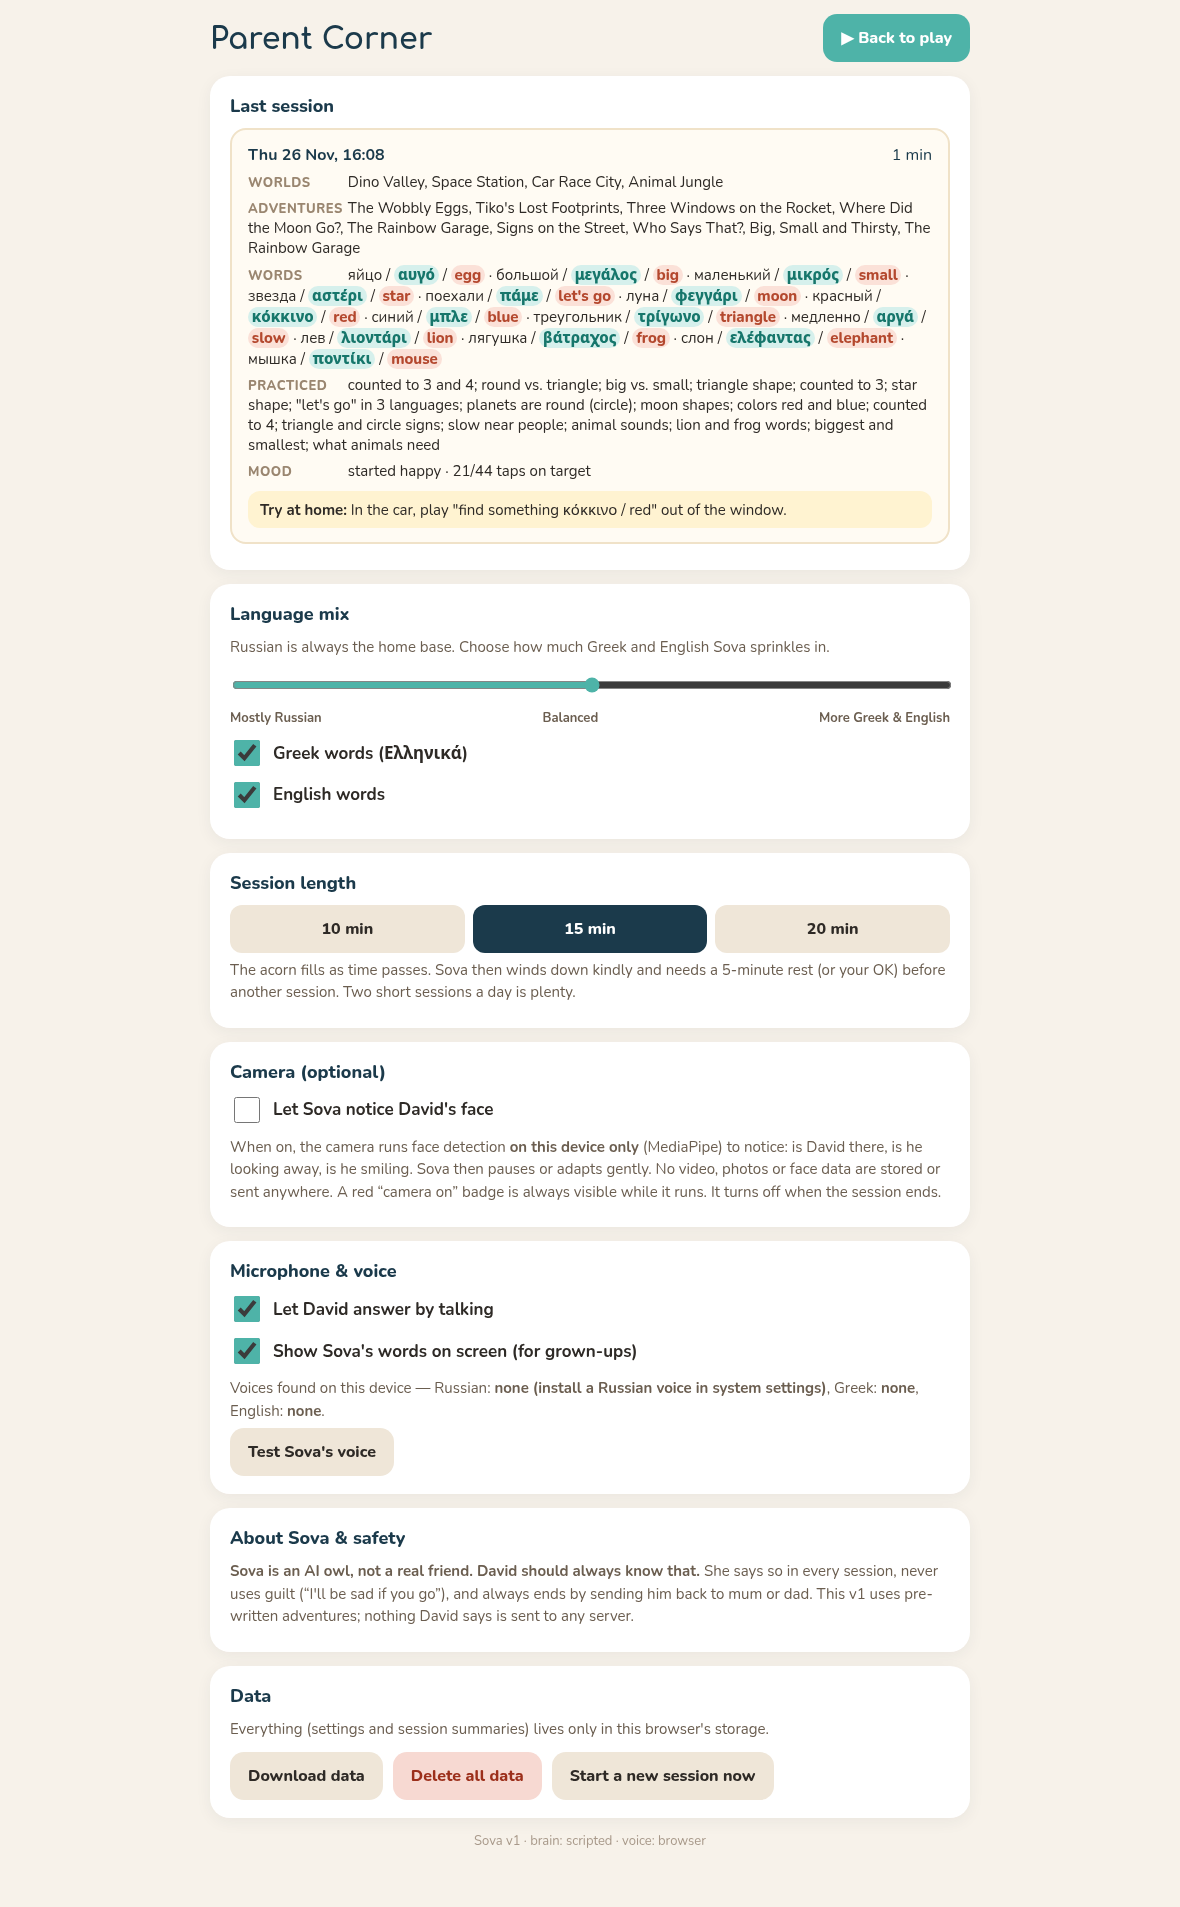 Parent Corner
▶ Back to play
Last session
Thu 26 Nov, 16:08
1 min
WORLDS Dino Valley, Space Station, Car Race City, Animal Jungle
ADVENTURES The Wobbly Eggs, Tiko's Lost Footprints, Three Windows on the Rocket, Where Did
the Moon Go?, The Rainbow Garage, Signs on the Street, Who Says That?, Big, Small and Thirsty, The
Rainbow Garage
WORDS яйцо / αυγό / egg · большой / μεγάλος / big · маленький / μικρός / small ·
звезда / αστέρι / star · поехали / πάμε / let's go · луна / φεγγάρι / moon · красный /
κόκκινο / red · синий / μπλε / blue · треугольник / τρίγωνο / triangle · медленно / αργά /
slow · лев / λιοντάρι / lion · лягушка / βάτραχος / frog · слон / ελέφαντας / elephant ·
мышка / ποντίκι / mouse
PRACTICED counted to 3 and 4; round vs. triangle; big vs. small; triangle shape; counted to 3; star
shape; "let's go" in 3 languages; planets are round (circle); moon shapes; colors red and blue; counted
to 4; triangle and circle signs; slow near people; animal sounds; lion and frog words; biggest and
smallest; what animals need
MOOD started happy · 21/44 taps on target
Try at home: In the car, play "find something κόκκινο / red" out of the window.
Language mix
Russian is always the home base. Choose how much Greek and English Sova sprinkles in.
Mostly Russian
Balanced
More Greek & English
Greek words (Ελληνικά)
English words
Session length
10 min
15 min
20 min
The acorn fills as time passes. Sova then winds down kindly and needs a 5-minute rest (or your OK) before
another session. Two short sessions a day is plenty.
Camera (optional)
Let Sova notice David's face
When on, the camera runs face detection on this device only (MediaPipe) to notice: is David there, is he
looking away, is he smiling. Sova then pauses or adapts gently. No video, photos or face data are stored or
sent anywhere. A red “camera on” badge is always visible while it runs. It turns off when the session ends.
Microphone & voice
Let David answer by talking
Show Sova's words on screen (for grown-ups)
Voices found on this device — Russian: none (install a Russian voice in system settings), Greek: none,
English: none.
Test Sova's voice
About Sova & safety
Sova is an AI owl, not a real friend. David should always know that. She says so in every session, never
uses guilt (“I'll be sad if you go”), and always ends by sending him back to mum or dad. This v1 uses pre-
written adventures; nothing David says is sent to any server.
Data
Everything (settings and session summaries) lives only in this browser's storage.
Download data
Delete all data
Start a new session now
Sova v1 · brain: scripted · voice: browser